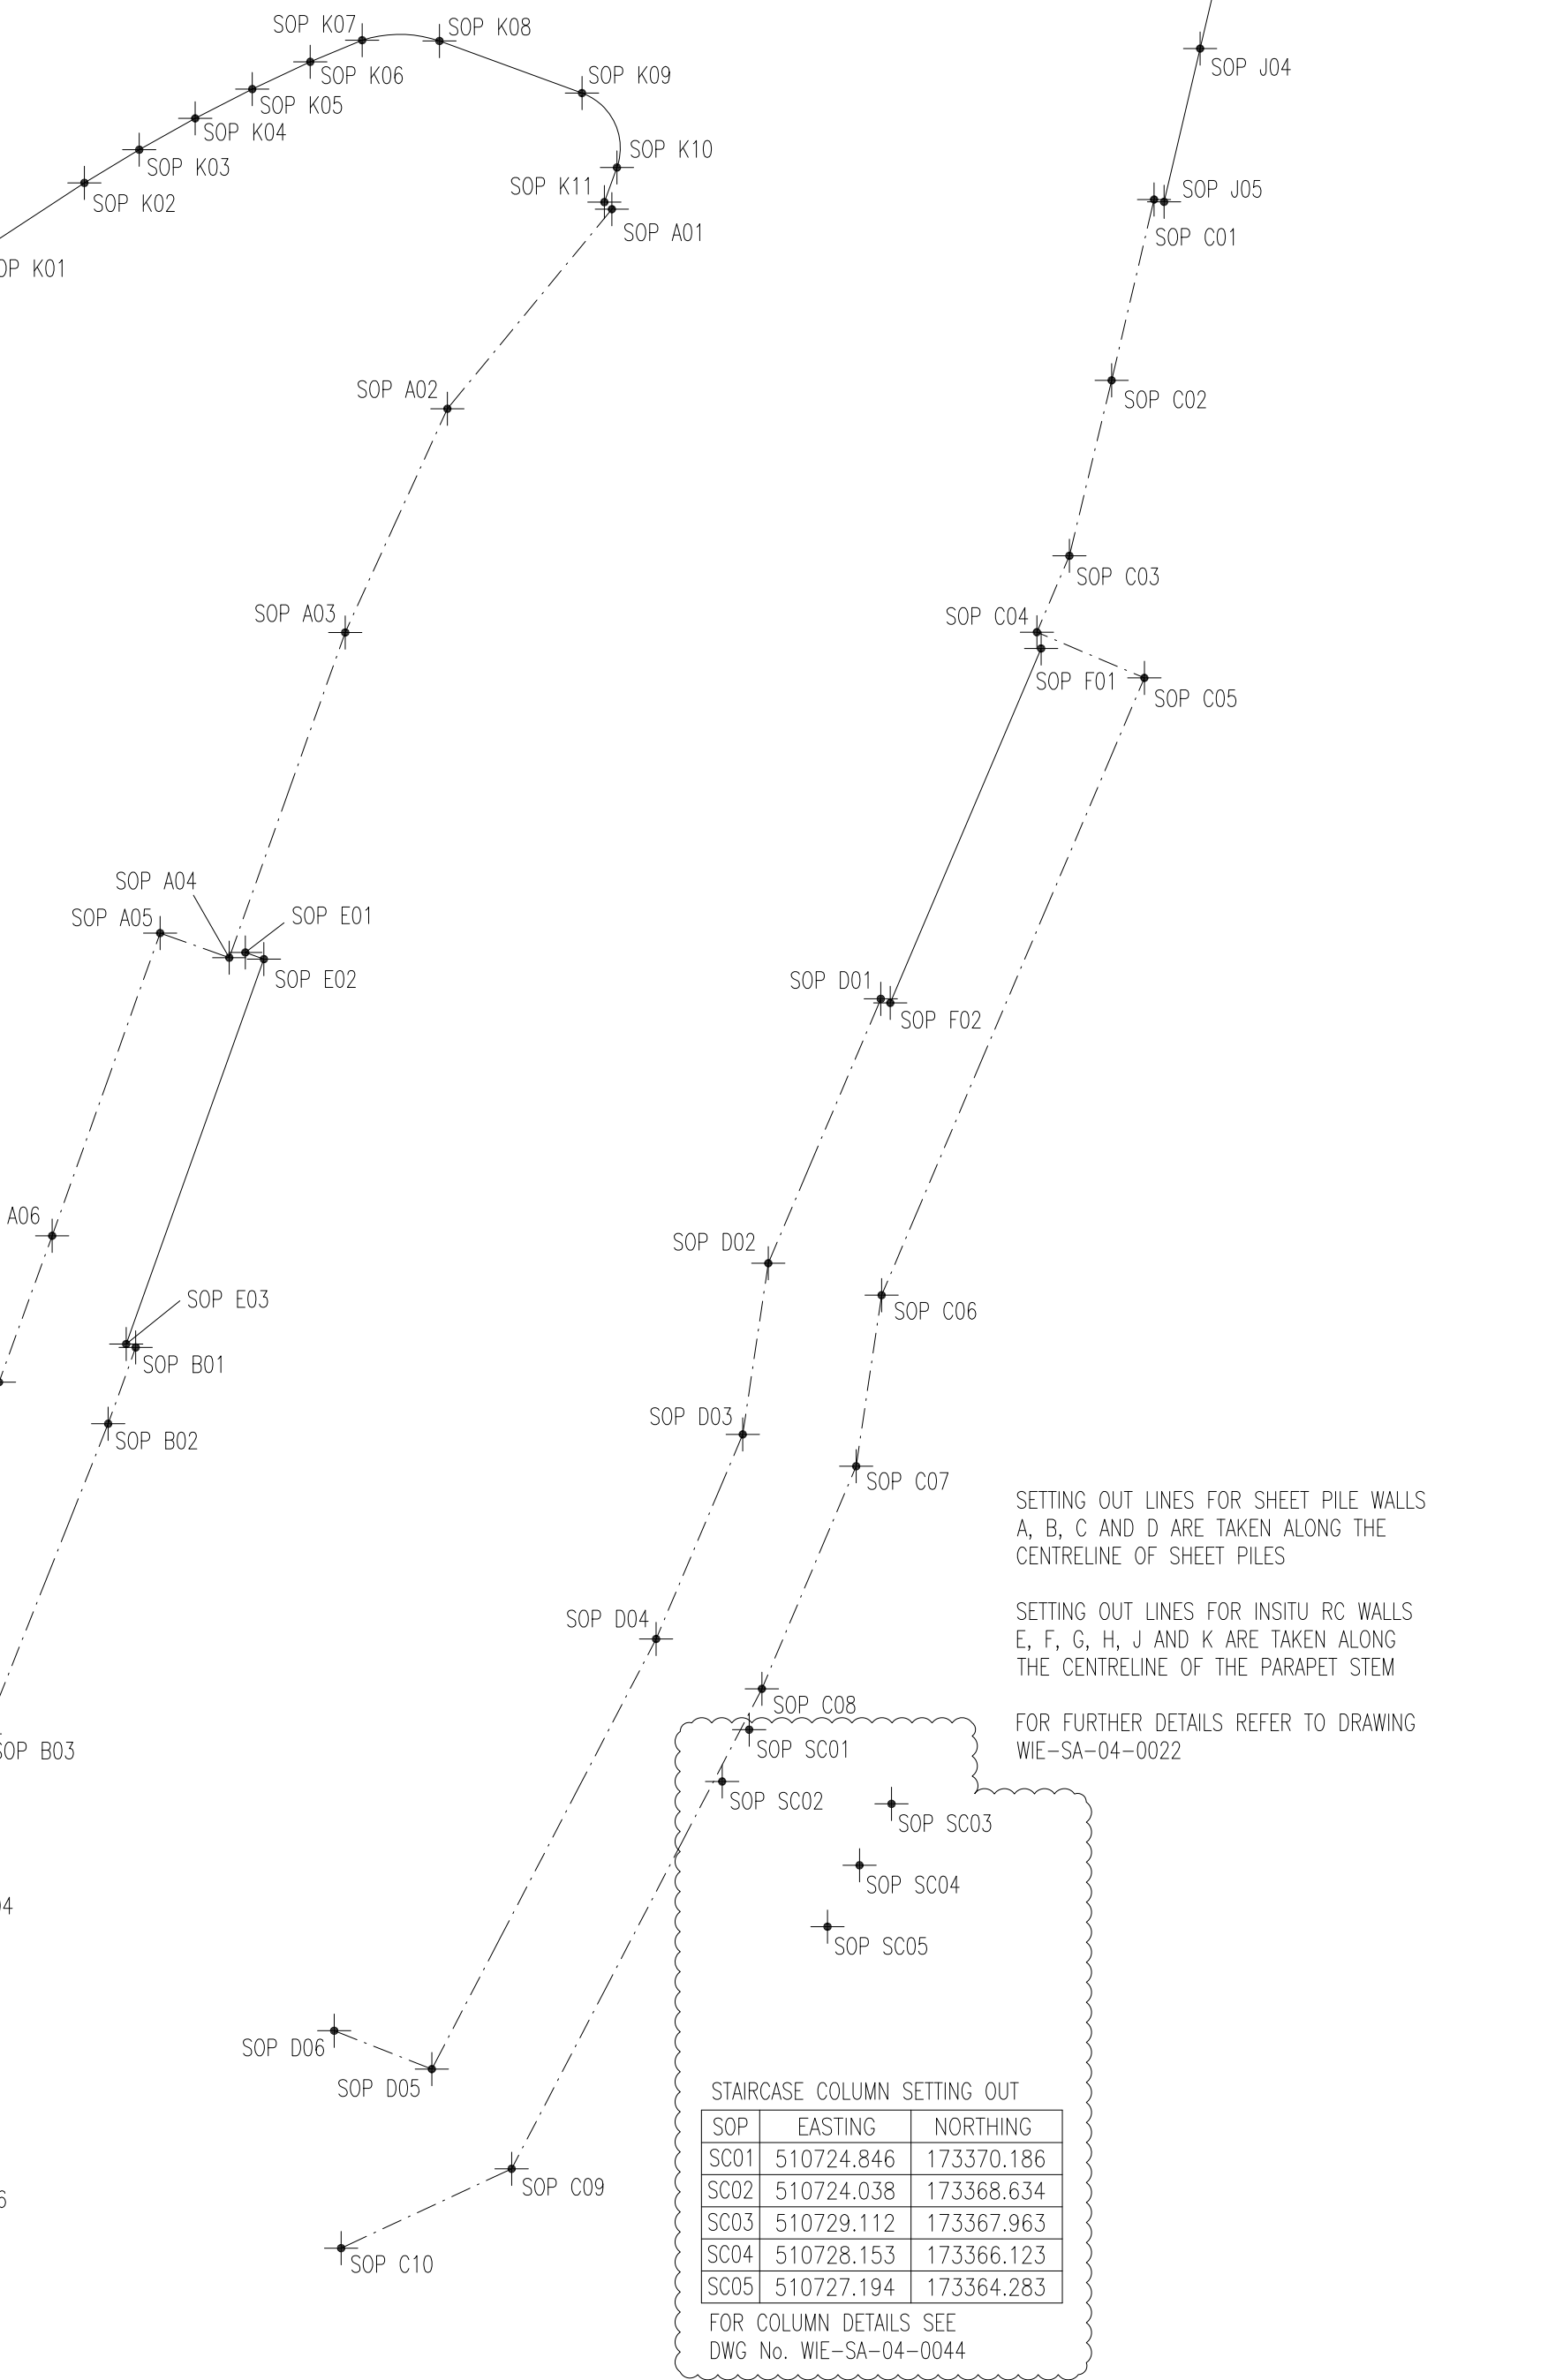 SOP K07
SOP K08
SOP K06
SOP J04
SOP K09
SOP K05
SOP K04
SOP K03
SOP K10
SOP K11
SOP J05
SOP K02
SOP A01
SOP C01
OP K01
SOP A02
SOP C02
SOP C03
SOP A03
SOP C04
SOP F01
SOP C05
SOP A04
SOP A05
SOP E01
SOP E02
SOP D01
SOP F02
A06
SOP D02
SOP E03
SOP C06
SOP B01
SOP D03
SOP B02
SOP C07
SETTING OUT LINES FOR SHEET PILE WALLS
A, B, C AND D ARE TAKEN ALONG THE
CENTRELINE OF SHEET PILES
SETTING OUT LINES FOR INSITU RC WALLS
E, F, G, H, J AND K ARE TAKEN ALONG
THE CENTRELINE OF THE PARAPET STEM
FOR FURTHER DETAILS REFER TO DRAWING
WIE-SA-04-0022
SOP D04
SOP C08
SOP B03
SOP SC01
SOP SC02
SOP SC03
SOP SC04
04
SOP SC05
SOP D06
SOP D05
SOP C09
6
SOP C10
STAIRCASE COLUMN SETTING OUT
SOP EASTING NORTHING
SC01 510724.846 173370.186
SC02 510724.038 173368.634
SC03 510729.112 173367.963
SC04 510728.153 173366.123
SC05 510727.194 173364.283
FOR COLUMN DETAILS SEE
DWG No. WIE-SA-04-0044